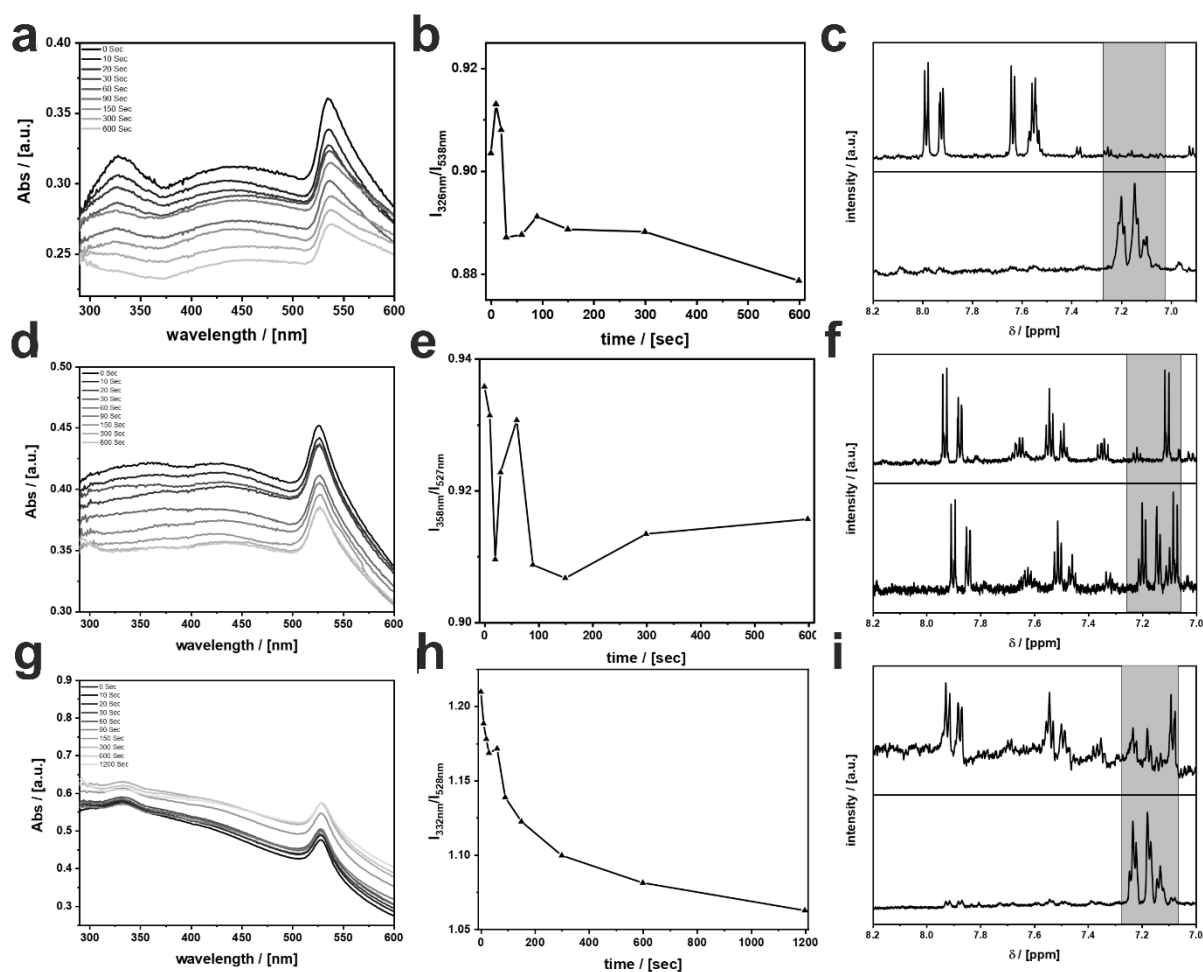 a
0.40
0.35
0.30
0.25
Abs / [a.u.]
0 Sec
10 Sec
20 Sec
30 Sec
60 Sec
90 Sec
150 Sec
300 Sec
600 Sec
300
350
400
450
500
550
600
wavelength / [nm]
b
0.92
0.90
0.88
I326nm/I538nm
0
100
200
300
400
500
600
time / [sec]
c
intensity / [a.u.]
8.2
8.0
7.8
7.6
7.4
7.2
7.0
δ / [ppm]
d
0.50
0.45
0.40
0.35
0.30
Abs / [a.u.]
0 Sec
10 Sec
20 Sec
30 Sec
60 Sec
90 Sec
150 Sec
300 Sec
600 Sec
300
350
400
450
500
550
600
wavelength / [nm]
e
0.94
0.92
0.90
I358nm/I527nm
0
100
200
300
400
500
600
time / [sec]
f
intensity / [a.u.]
8.2
8.0
7.8
7.6
7.4
7.2
7.0
δ / [ppm]
g
0.9
0.8
0.7
0.6
0.5
0.4
0.3
Abs / [a.u.]
0 Sec
10 Sec
20 Sec
30 Sec
60 Sec
90 Sec
150 Sec
300 Sec
600 Sec
1200 Sec
300
350
400
450
500
550
600
wavelength / [nm]
h
1.20
1.15
1.10
1.05
I332nm/I528nm
0
200
400
600
800
1000
1200
time / [sec]
i
intensity / [a.u.]
8.2
8.0
7.8
7.6
7.4
7.2
7.0
δ / [ppm]